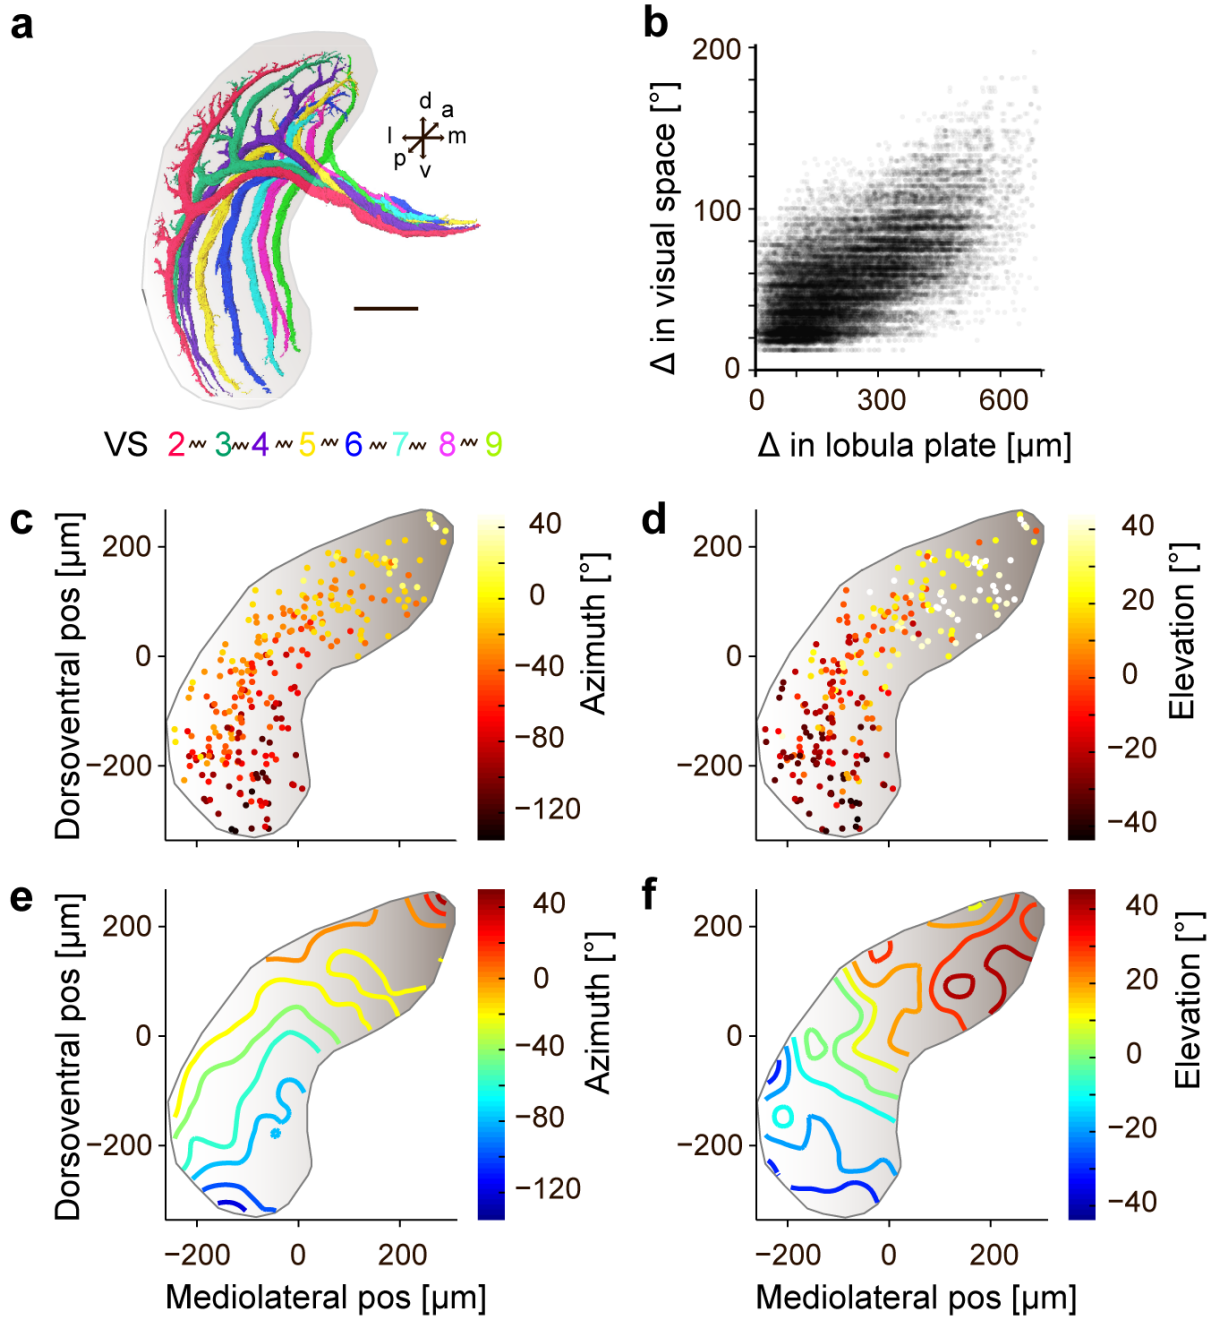 a
d
a
l
m
p
v
VS 2 3 4 5 6 7 8 9
b
200
100
0
Δ in visual space [°]
0 300 600
Δ in lobula plate [μm]
c
Dorsoventral pos [μm]
200
0
−200
40
0
−40
−80
−120
Azimuth [°]
d
200
0
−200
40
20
0
−20
−40
Elevation [°]
e
Dorsoventral pos [μm]
200
0
−200
−200 0 200
Mediolateral pos [μm]
40
0
−40
−80
−120
Azimuth [°]
f
200
0
−200
−200 0 200
Mediolateral pos [μm]
40
20
0
−20
−40
Elevation [°]